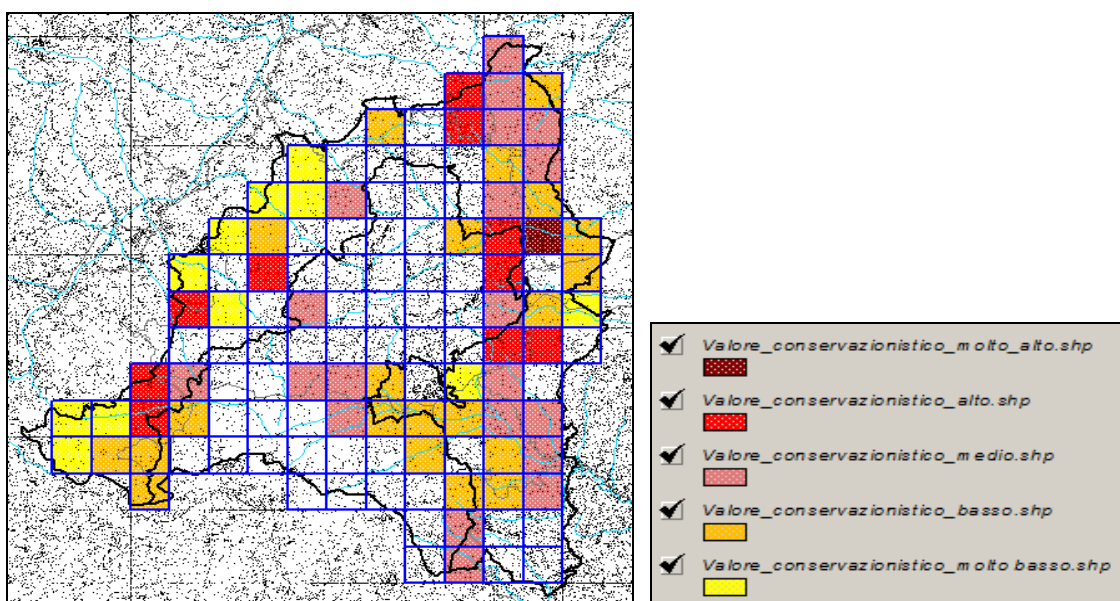 Valore_conservazionistico_molto_alto.shp
Valore_conservazionistico_alto.shp
Valore_conservazionistico_medio.shp
Valore_conservazionistico_basso.shp
Valore_conservazionistico_molto basso.shp